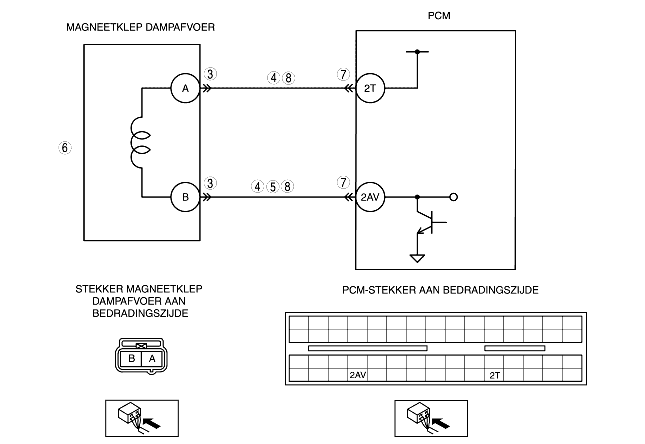 MAGNEETKLEP DAMPAFVOER
PCM
A
3
4 8
7
2T
6
B
3
4 5 8
7
2AV
STEKKER MAGNEETKLEP
DAMPAFVOER AAN
BEDRADINGSZIJDE
PCM-STEKKER AAN BEDRADINGSZIJDE
B A
2AV 2T